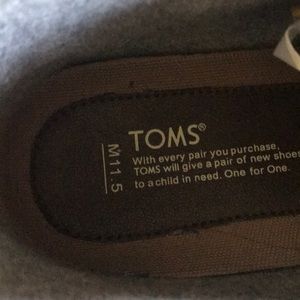 TOMS®
M11.5
With every pair you purchase,
TOMS will give a pair of new shoes
to a child in need. One for One.